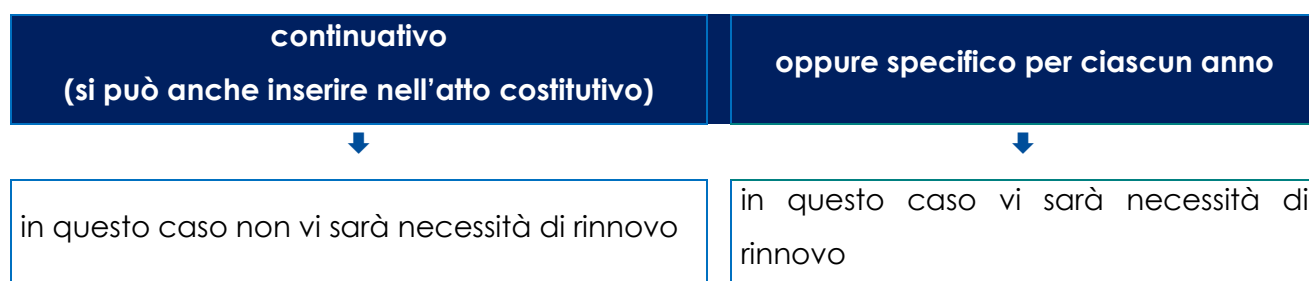 continuativo
(si può anche inserire nell’atto costitutivo)
oppure specifico per ciascun anno
in questo caso non vi sarà necessità di rinnovo
in questo caso vi sarà necessità di
rinnovo